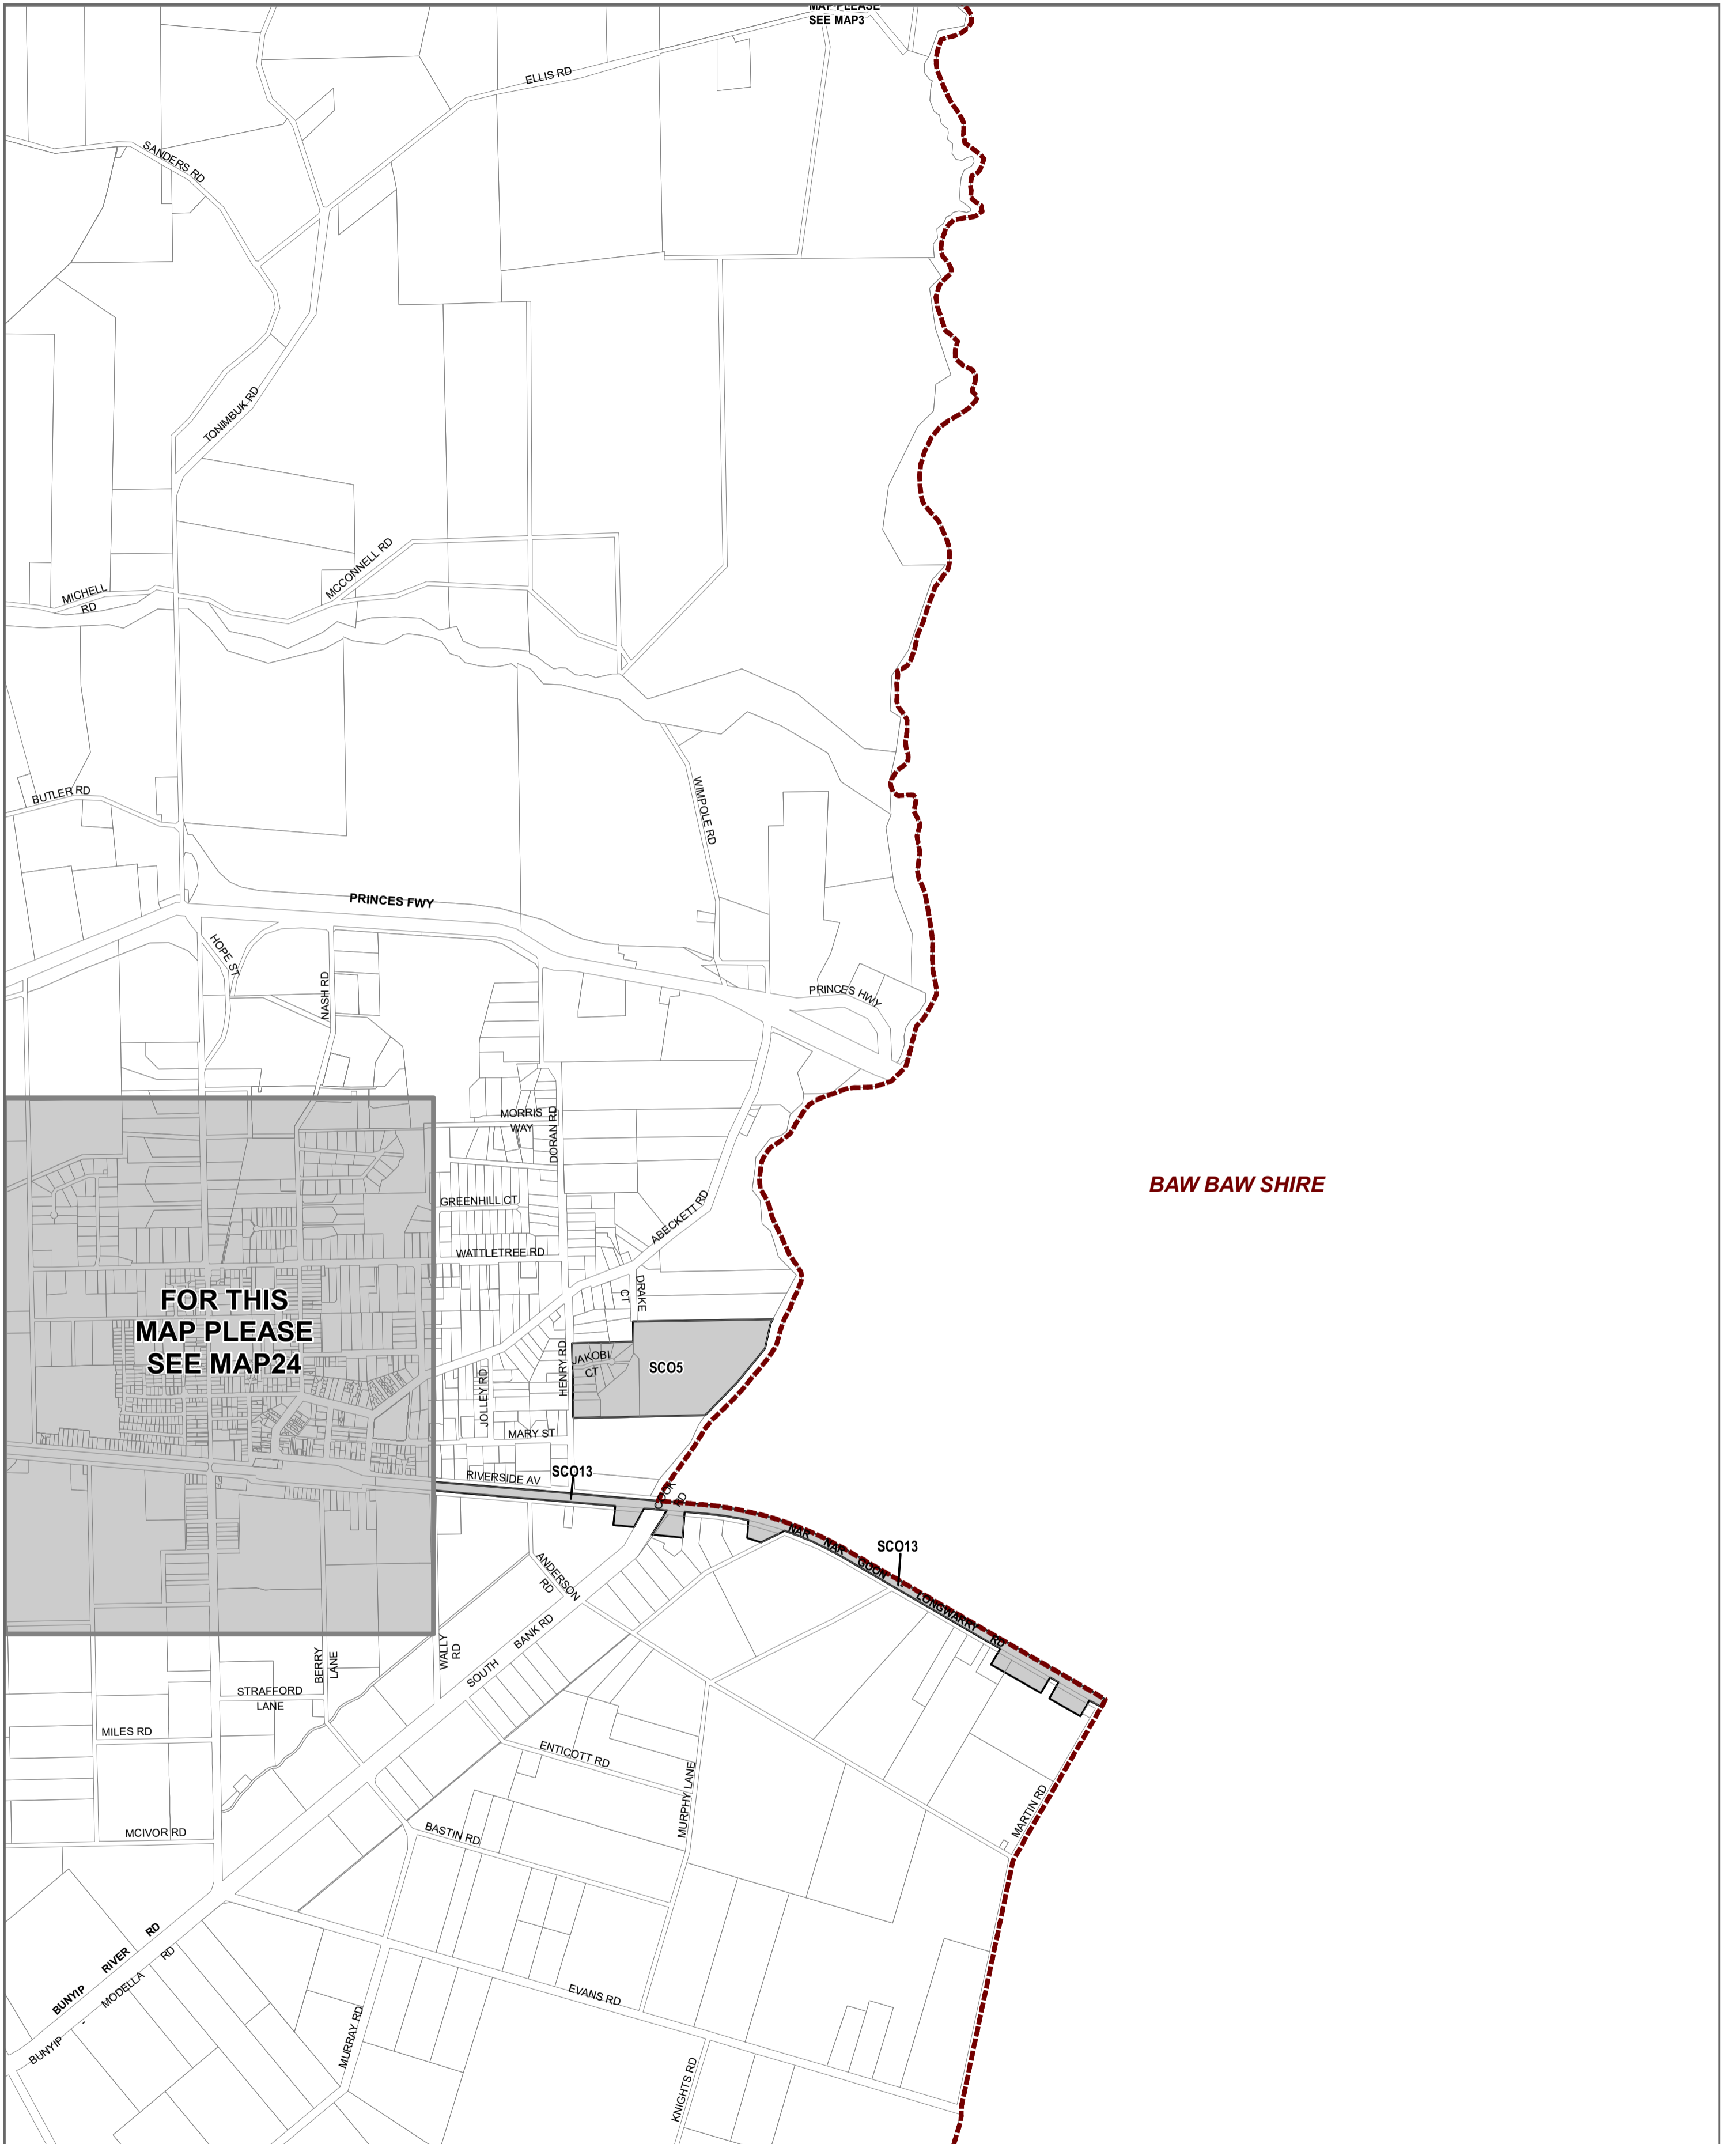 MAP PLEASE
SEE MAP3
ELLIS RD
SANDERS RD
TONIMBUK RD
MCCONNELL RD
MICHELL
RD
BUTLER RD
WIMPOLE RD
PRINCES FWY
HOPE ST
NASH RD
PRINCES HWY
MORRIS
WAY
DORAN RD
BAW BAW SHIRE
GREENHILL CT
ABECKETT RD
WATTLETREE RD
DRAKE
CT
FOR THIS
MAP PLEASE
SEE MAP24
JAKOBI
CT
SCO5
HENRY RD
JOLLEY RD
MARY ST
RIVERSIDE AV
SCO13
COOK
RD
NAR NAR GOON - LONGWARRY RD
SCO13
ANDERSON
RD
SOUTH BANK RD
WALLY
RD
BERRY
LANE
STRAFFORD
LANE
MILES RD
ENTICOTT RD
MURPHY LANE
MARTIN RD
MCIVOR RD
BASTIN RD
BUNYIP RIVER RD
BUNYIP - MODELLA RD
EVANS RD
MURRAY RD
KNIGHTS RD